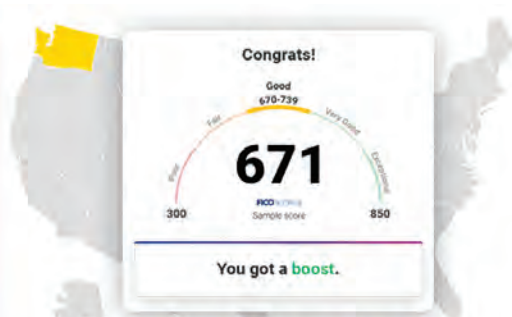 Congrats!
Good
670-739
Fair
Very Good
Poor
Exceptional
671
300
FICO
850
Sample score
You got a boost.